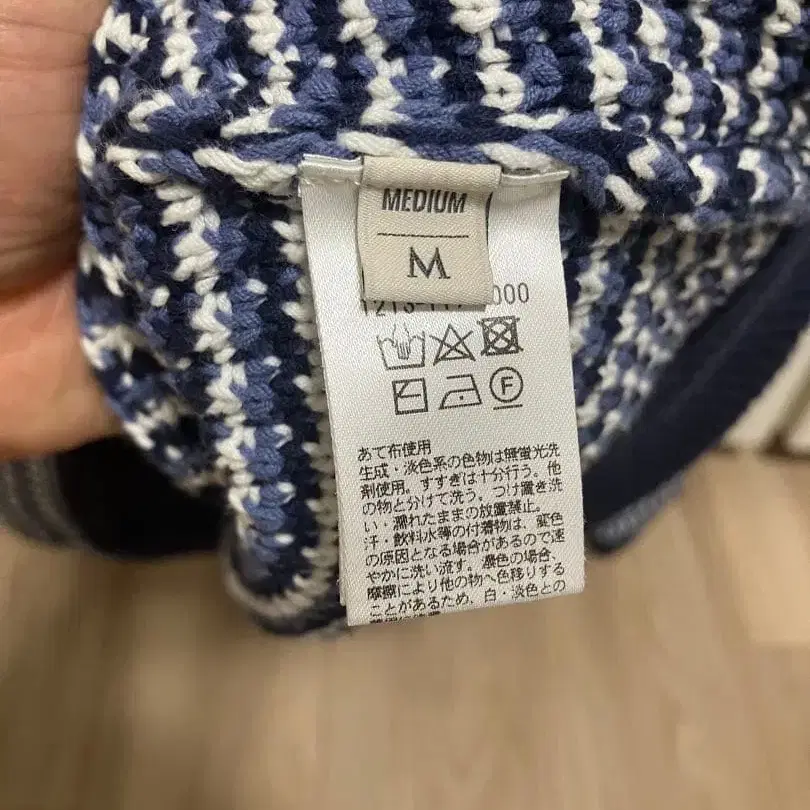 MEDIUM
M
000
F
あて布使用
生成・淡色系の色物は無蛍光洗
剤使用。すすぎは十分行う。他
の物と分けて洗う。つけ置き洗
い・濡れたままの放置禁止。
汗・飲料水等の付着物は、変色
の原因となる場合があるので速
やかに洗い流す。濃色の場合、
摩擦により他の物へ色移りする
ことがあるため、白・淡色との